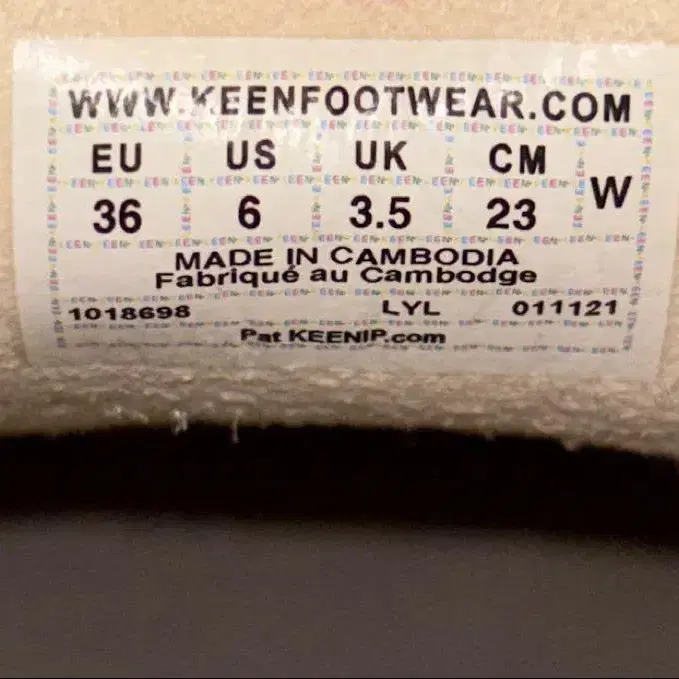 WWW.KEENFOOTWEAR.COM
EU US UK CM W
36 6 3.5 23
MADE IN CAMBODIA
Fabriqué au Cambodge
1018698 LYL 011121
Pat KEENIP.com